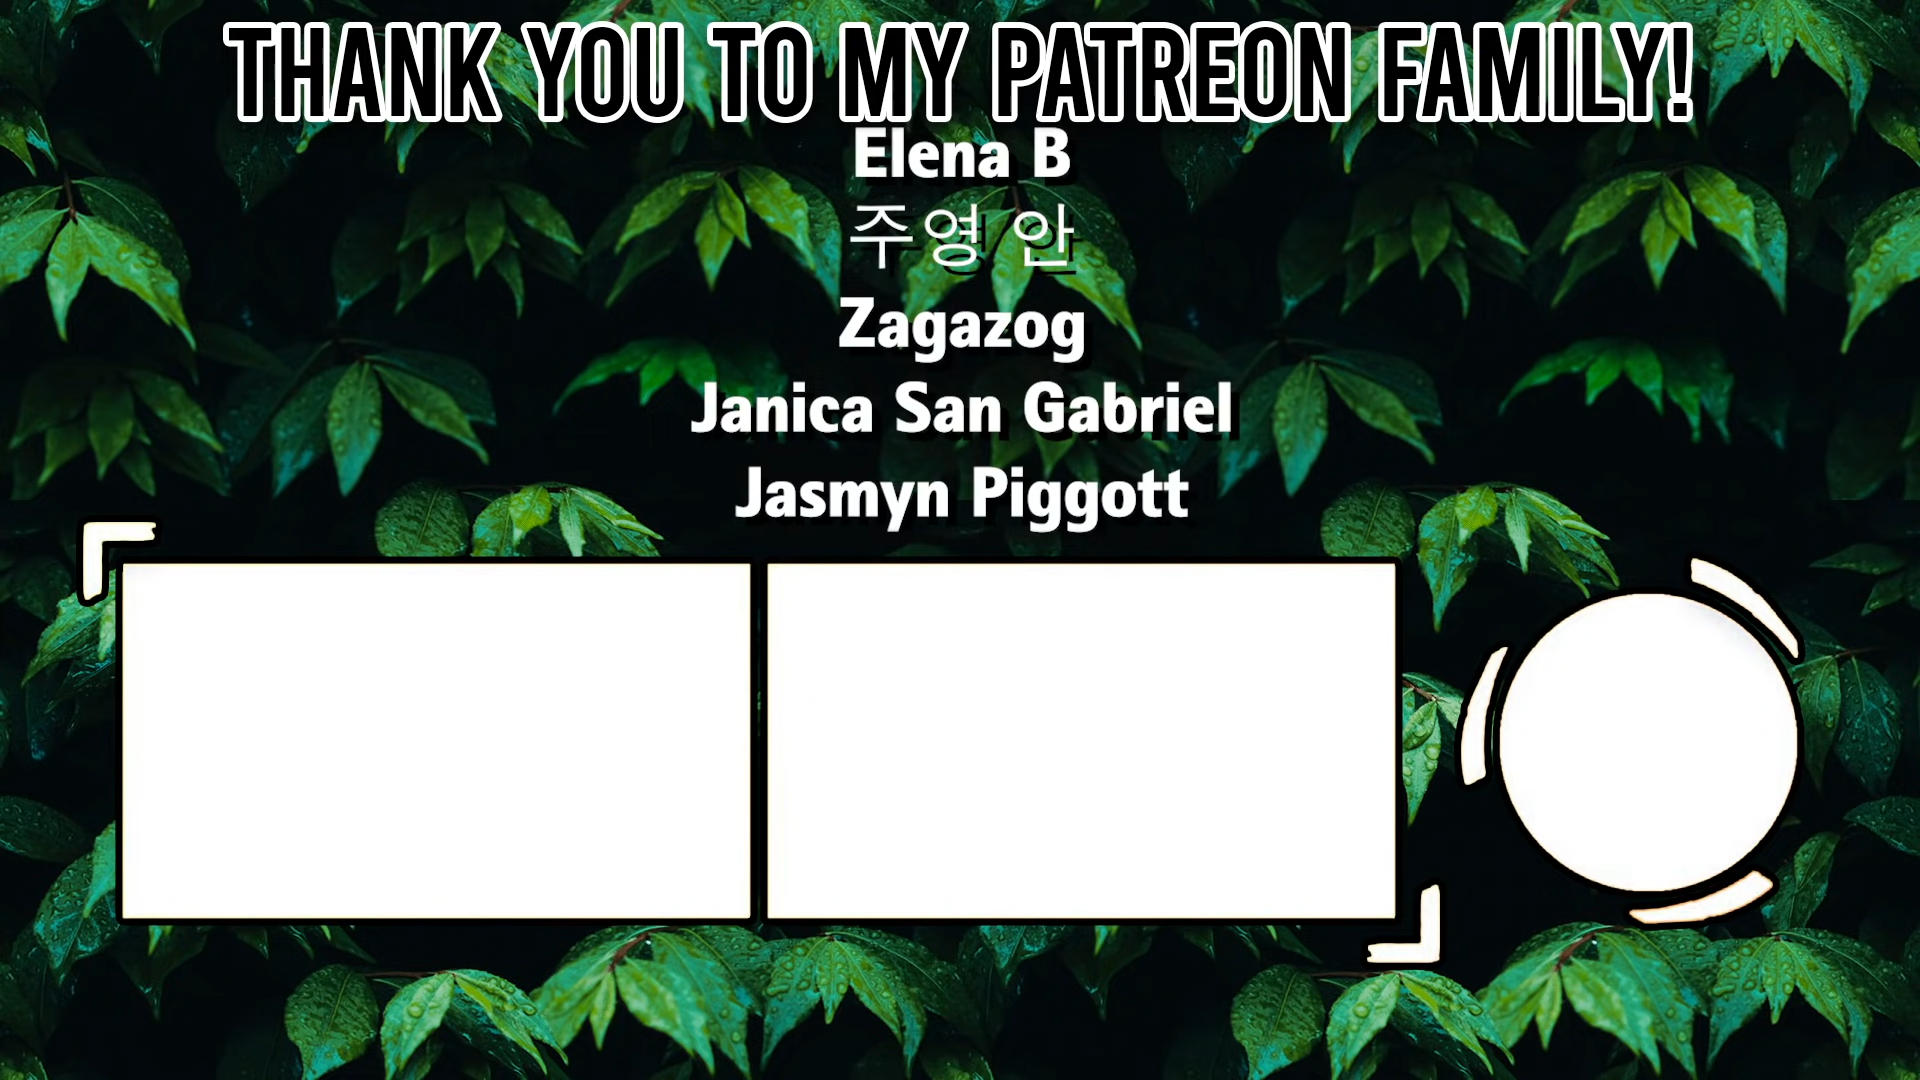 THANK YOU TO MY PATREON FAMILY!
Elena B
주영 안
Zagazog
Janica San Gabriel
Jasmyn Piggott